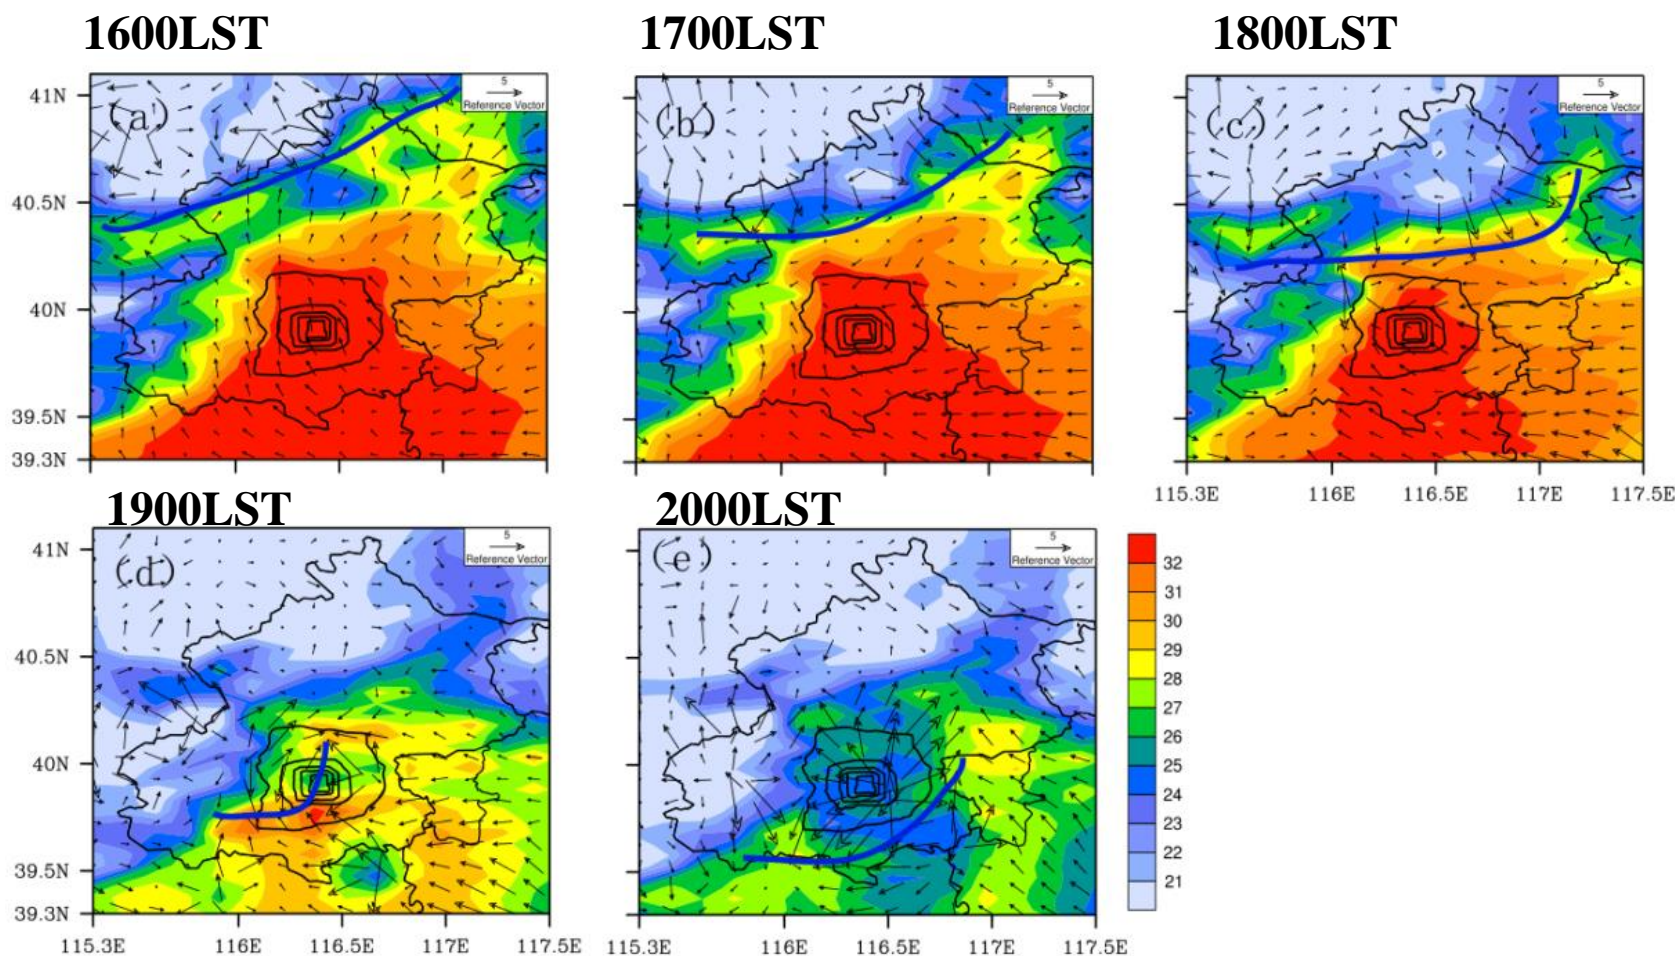 1600LST
1700LST
1800LST
(a)
5
Reference Vector
(b)
5
Reference Vector
(c)
5
Reference Vector
41N
40.5N
40N
39.5N
39.3N
115.3E
116E
116.5E
117E
117.5E
1900LST
2000LST
(d)
5
Reference Vector
(e)
5
Reference Vector
41N
40.5N
40N
39.5N
39.3N
115.3E
116E
116.5E
117E
117.5E
115.3E
116E
116.5E
117E
117.5E
32
31
30
29
28
27
26
25
24
23
22
21